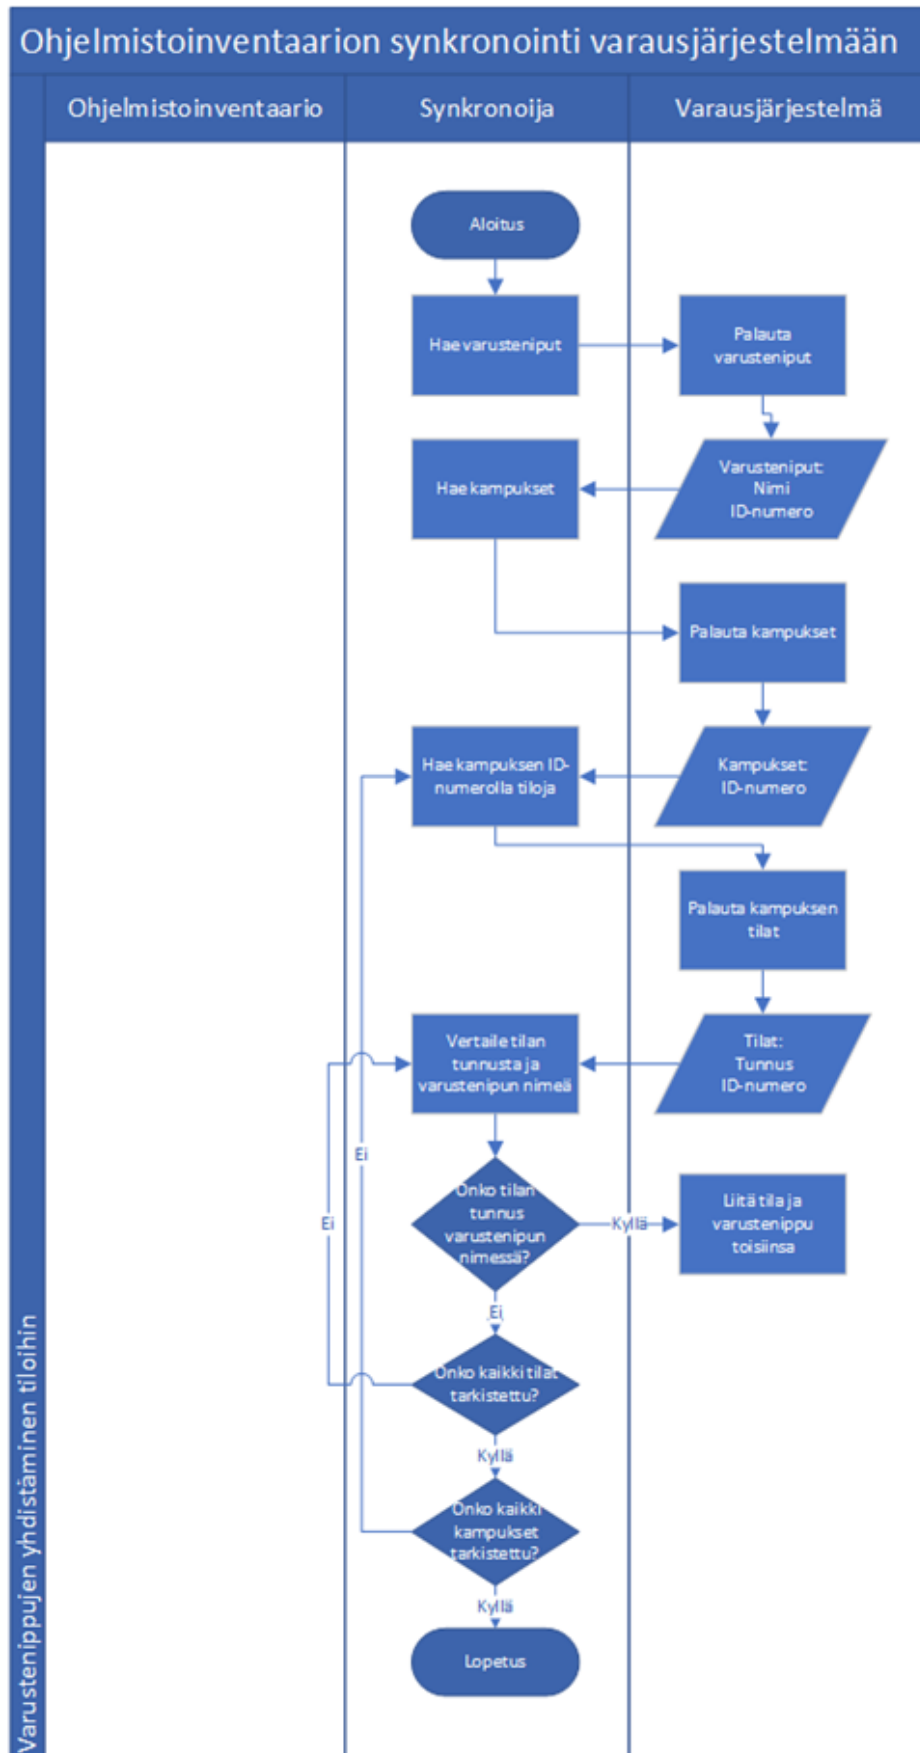 Ohjelmistoinventaarion synkronointi varausjärjestelmään
Ohjelmistoinventaario
Synkronoija
Varausjärjestelmä
Varustenippujen yhdistäminen tiloihin
Aloitus
Hae varusteniput
Palauta
varusteniput
Varusteniput:
Nimi
ID-numero
Hae kampukset
Palauta kampukset
Kampukset:
ID-numero
Hae kampuksen ID-
numerolla tiloja
Palauta kampuksen
tilat
Tilat:
Tunnus
ID-numero
Vertaile tilan
tunnusta ja
varustenipun nimeä
Ei
Onko tilan
tunnus
varustenipun
nimessä?
Kyllä
Liitä tila ja
varustenippu
toisiinsa
Ei
Ei
Onko kaikki tilat
tarkistettu?
Kyllä
Onko kaikki
kampukset
tarkistettu?
Kyllä
Lopetus